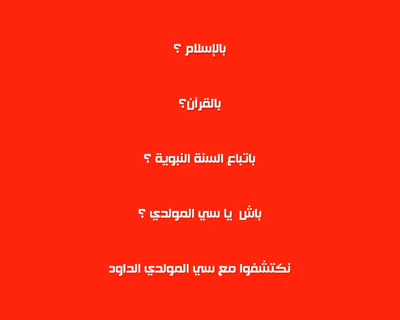 بالإسلام ؟
بالقرآن؟
باتباع السنة النبوية ؟
باش يا سي المولدي ؟
نكتشفوا مع سي المولدي الداود